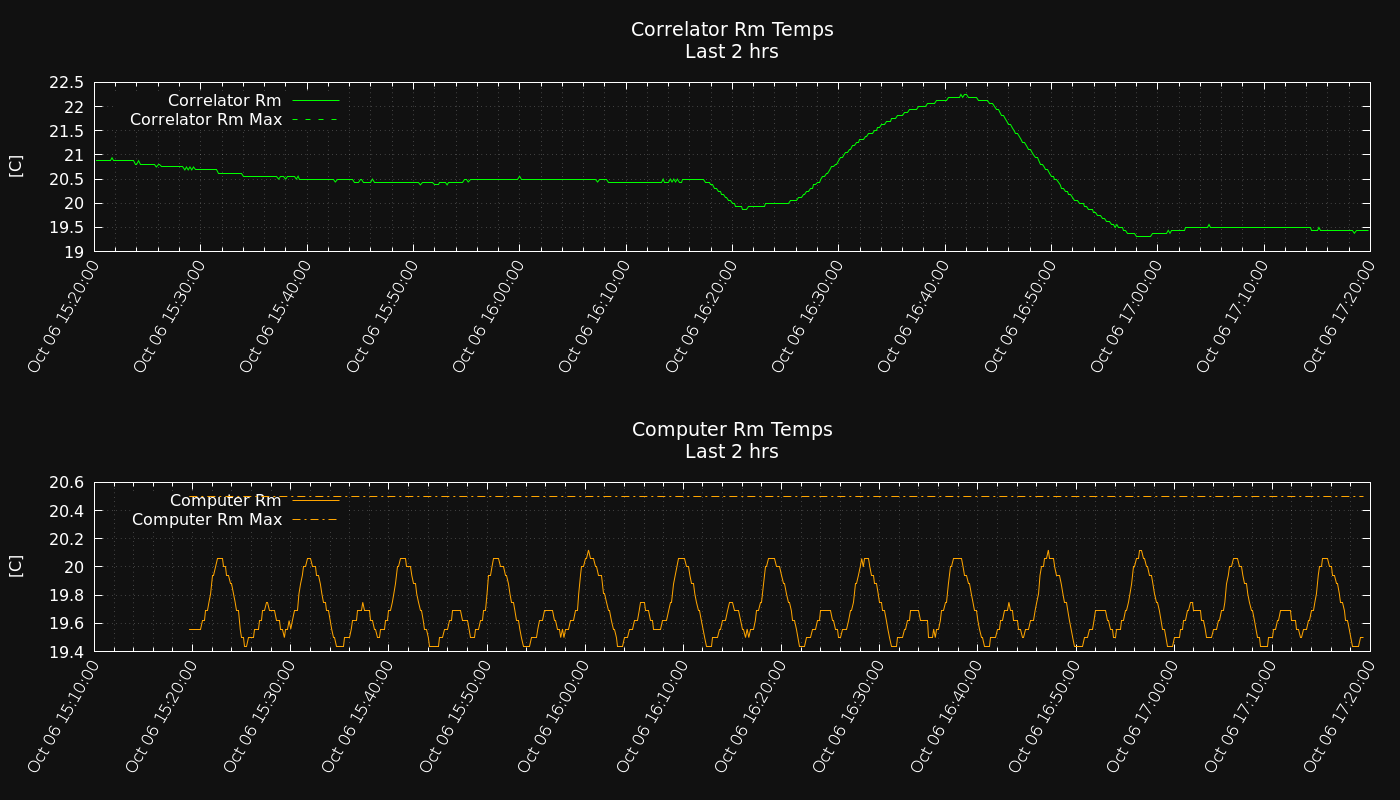 Correlator Rm Temps
Last 2 hrs
22.5
22
21.5
21
20.5
20
19.5
19
[C]
Correlator Rm
Correlator Rm Max
Oct 06 15:20:00
Oct 06 15:30:00
Oct 06 15:40:00
Oct 06 15:50:00
Oct 06 16:00:00
Oct 06 16:10:00
Oct 06 16:20:00
Oct 06 16:30:00
Oct 06 16:40:00
Oct 06 16:50:00
Oct 06 17:00:00
Oct 06 17:10:00
Oct 06 17:20:00
Computer Rm Temps
Last 2 hrs
20.6
20.4
20.2
20
19.8
19.6
19.4
[C]
Computer Rm
Computer Rm Max
Oct 06 15:10:00
Oct 06 15:20:00
Oct 06 15:30:00
Oct 06 15:40:00
Oct 06 15:50:00
Oct 06 16:00:00
Oct 06 16:10:00
Oct 06 16:20:00
Oct 06 16:30:00
Oct 06 16:40:00
Oct 06 16:50:00
Oct 06 17:00:00
Oct 06 17:10:00
Oct 06 17:20:00